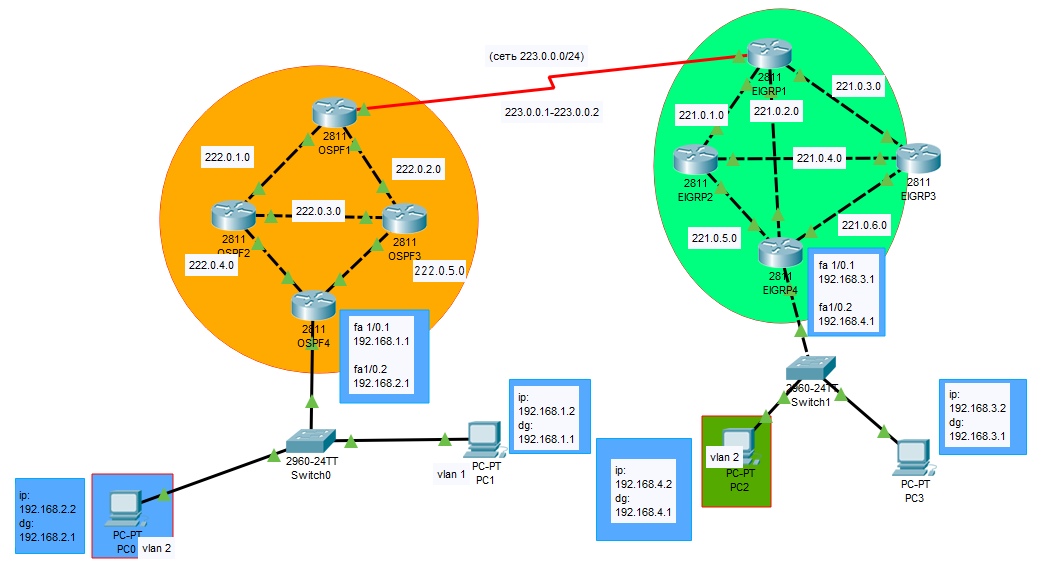 (сеть 223.0.0.0/24)
223.0.0.1-223.0.0.2
2811
OSPF1
222.0.1.0
222.0.2.0
222.0.3.0
2811
OSPF2
2811
OSPF3
222.0.4.0
222.0.5.0
2811
OSPF4
fa 1/0.1
192.168.1.1
fa1/0.2
192.168.2.1
2960-24TT
Switch0
vlan 1
PC-PT
PC1
ip:
192.168.1.2
dg:
192.168.1.1
ip:
192.168.2.2
dg:
192.168.2.1
PC-PT
PC0
vlan 2
2811
EIGRP1
221.0.1.0
221.0.2.0
221.0.3.0
221.0.4.0
2811
EIGRP2
2811
EIGRP3
221.0.5.0
221.0.6.0
2811
EIGRP4
fa 1/0.1
192.168.3.1
fa1/0.2
192.168.4.1
2960-24TT
Switch1
vlan 2
PC-PT
PC2
ip:
192.168.4.2
dg:
192.168.4.1
PC-PT
PC3
ip:
192.168.3.2
dg:
192.168.3.1